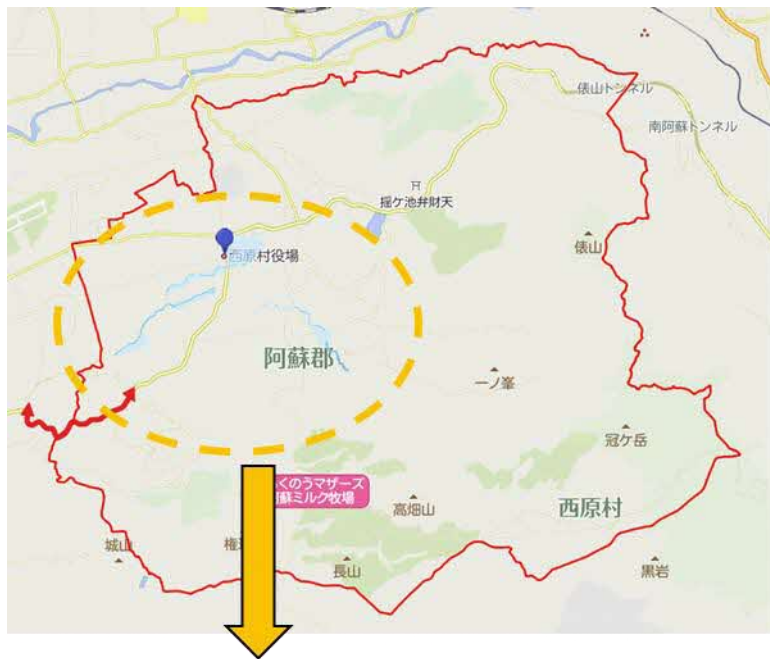 俵山トンネル
南阿蘇トンネル
揺ケ池弁財天
西原村役場
俵山
阿蘇郡
一ノ峯
冠ケ岳
くのうマザーズ
蘇ミルク牧場
高畑山
西原村
城山
権
長山
黒岩